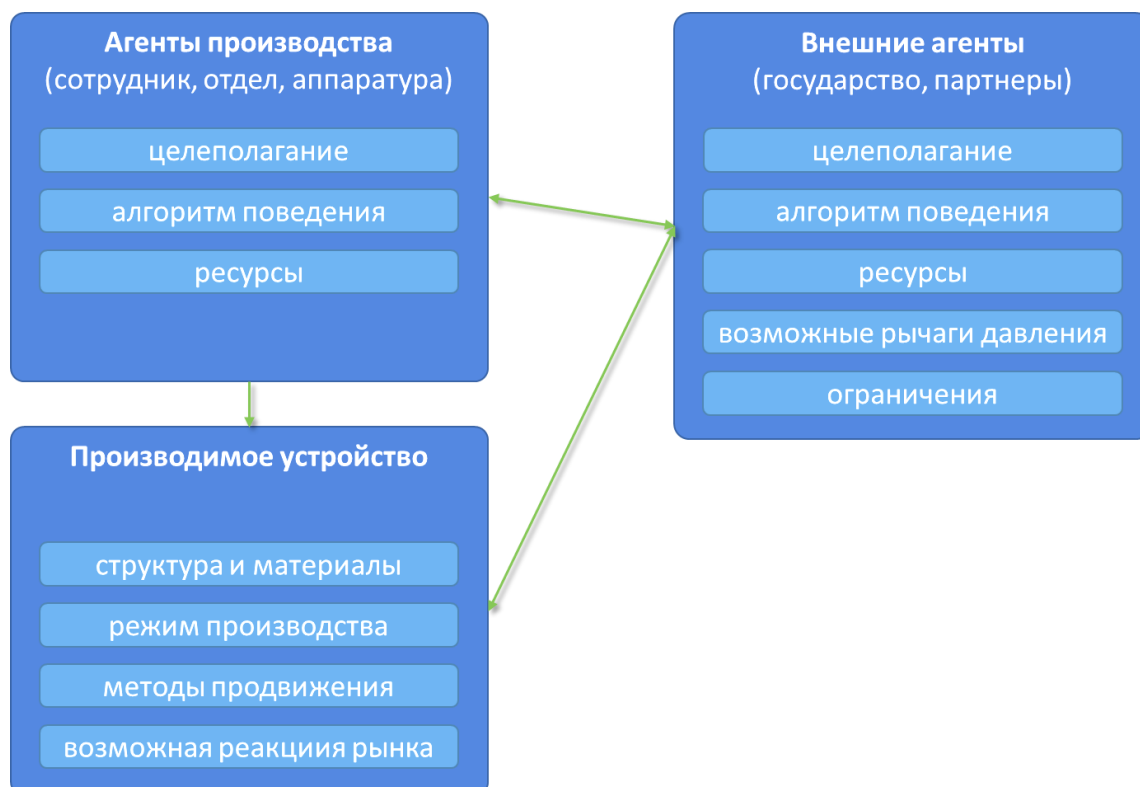 Агенты производства
(сотрудник, отдел, аппаратура)
целеполагание
алгоритм поведения
ресурсы
Внешние агенты
(государство, партнеры)
целеполагание
алгоритм поведения
ресурсы
возможные рычаги давления
ограничения
Производимое устройство
структура и материалы
режим производства
методы продвижения
возможная реакциия рынка